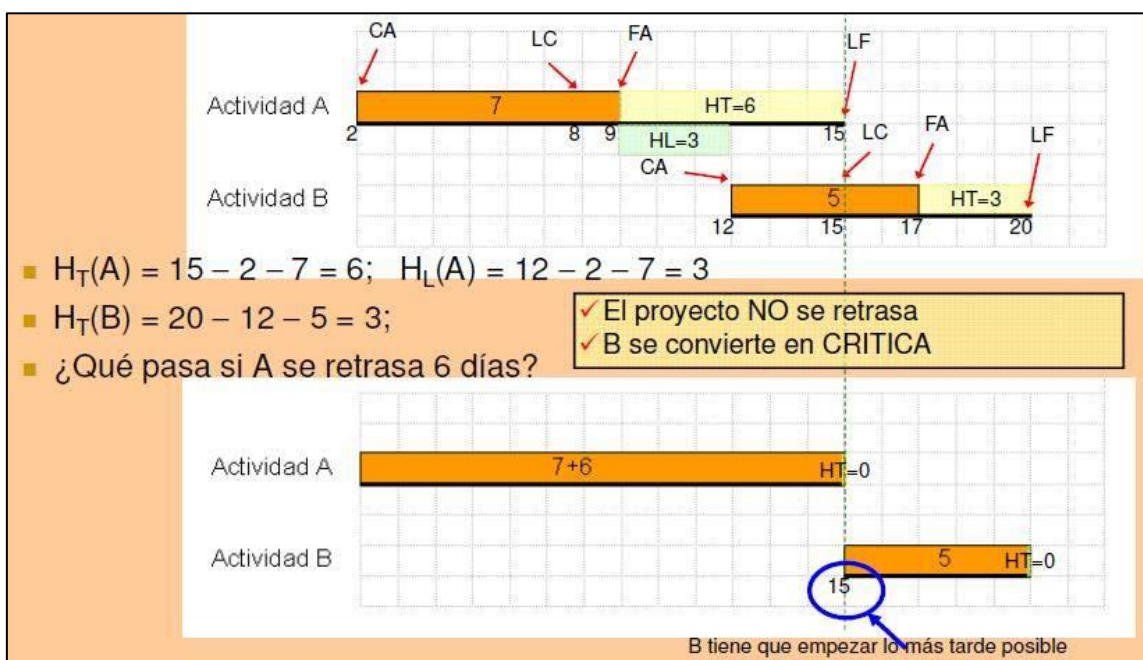 CA
LC
FA
LF
Actividad A
7
HT=6
2
8
9
15
HL=3
LC
FA
LF
CA
Actividad B
5
HT=3
12
15
17
20
H_T(A) = 15 – 2 – 7 = 6; H_L(A) = 12 – 2 – 7 = 3
H_T(B) = 20 – 12 – 5 = 3;
✓ El proyecto NO se retrasa
✓ B se convierte en CRITICA
¿Qué pasa si A se retrasa 6 días?
Actividad A
7+6
HT=0
Actividad B
5
HT=0
15
B tiene que empezar lo más tarde posible